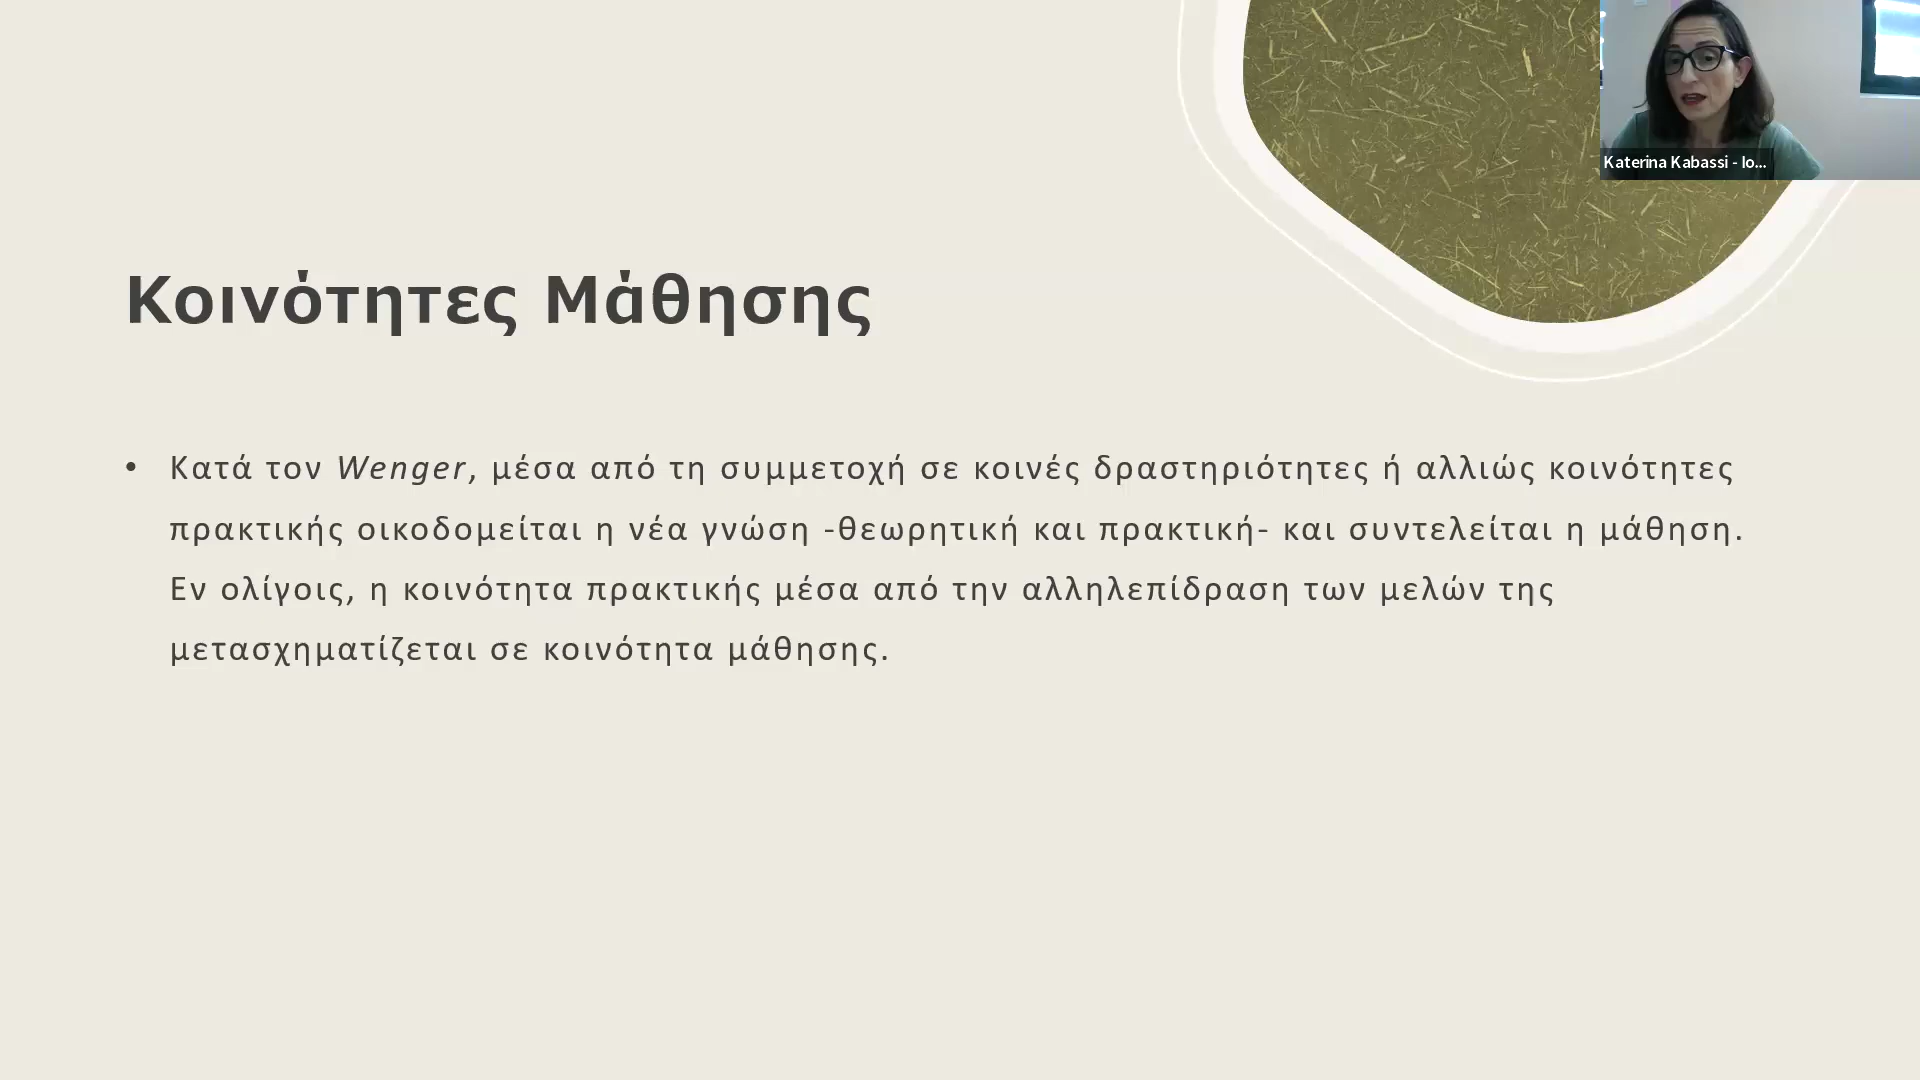 Katerina Kabassi - Io...
Κοινότητες Μάθησης
• Κατά τον Wenger, μέσα από τη συμμετοχή σε κοινές δραστηριότητες ή αλλιώς κοινότητες
πρακτικής οικοδομείται η νέα γνώση -θεωρητική και πρακτική- και συντελείται η μάθηση.
Εν ολίγοις, η κοινότητα πρακτικής μέσα από την αλληλεπίδραση των μελών της
μετασχηματίζεται σε κοινότητα μάθησης.